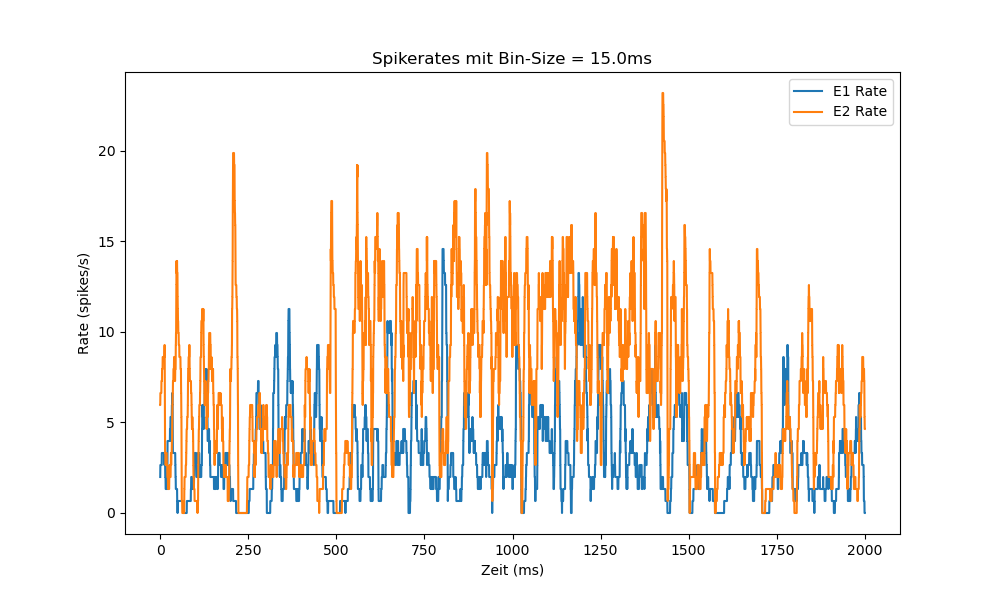 Spikerates mit Bin-Size = 15.0ms
E1 Rate
E2 Rate
20
15
10
5
0
Rate (spikes/s)
0 250 500 750 1000 1250 1500 1750 2000
Zeit (ms)